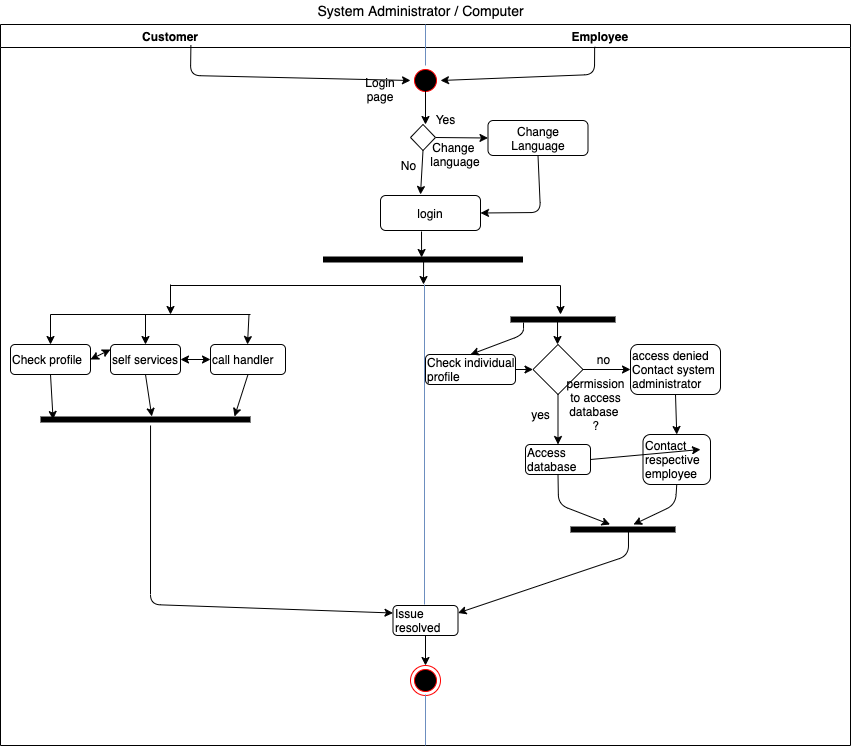 System Administrator / Computer
Customer
Employee
Login
page
Yes
Change
language
Change
Language
No
login
Check profile
self services
call handler
Check individual
profile
no
permission
to access
database
?
access denied
Contact system
administrator
yes
Access
database
Contact
respective
employee
Issue
resolved